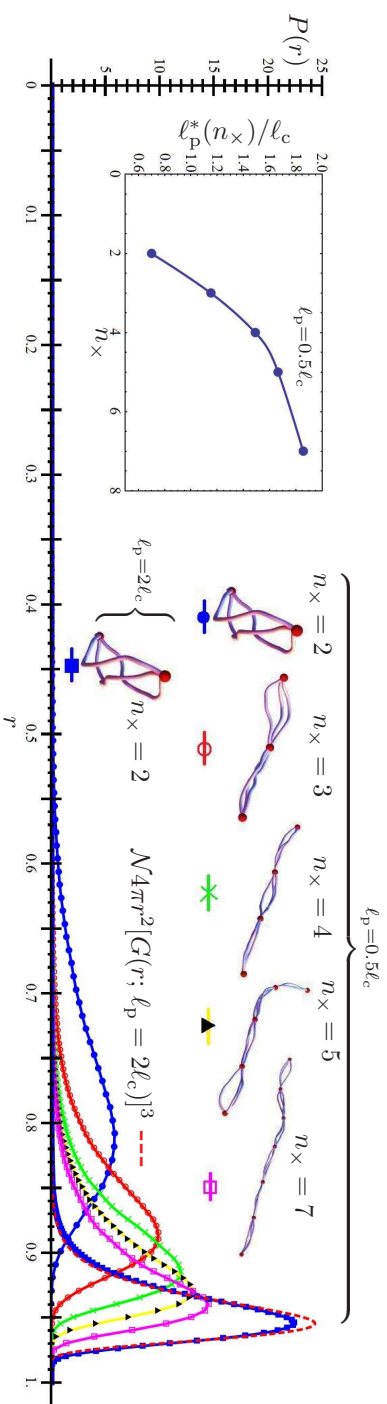 P(r)
25
20
15
10
5
0
0.1
0.2
0.3
0.4
0.5
0.6
0.7
0.8
0.9
1.
r
ℓ*p(n×)/ℓc
2.0
1.8
1.6
1.4
1.2
1.0
0.8
0.6
0
2
4
6
8
n×
ℓp=0.5ℓc
ℓp=0.5ℓc
n× = 2
n× = 3
n× = 4
n× = 5
n× = 7
ℓp=2ℓc
n× = 2
𝒩4πr²[G(r; ℓp = 2ℓc)]³